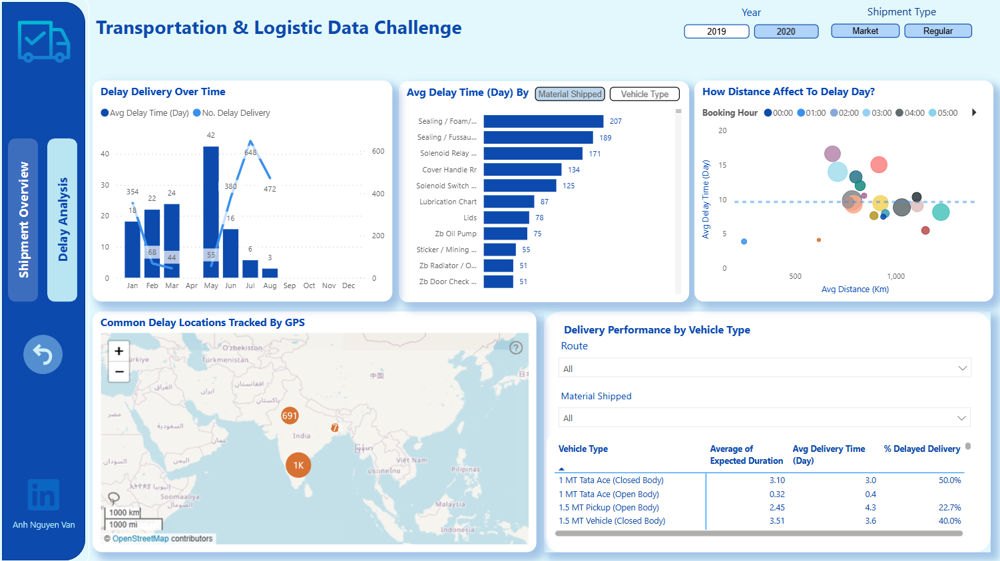 Transportation & Logistic Data Challenge
Year
2019
2020
Shipment Type
Market
Regular
Shipment Overview
Delay Analysis
Anh Nguyen Van
Delay Delivery Over Time
Avg Delay Time (Day)
No. Delay Delivery
40
30
20
10
0
600
400
200
0
354
18
22
68
24
44
42
55
380
16
648
6
472
3
Jan
Feb
Mar
Apr
May
Jun
Jul
Aug
Sep
Oct
Nov
Dec
Avg Delay Time (Day) By
Material Shipped
Vehicle Type
Sealing / Foam/... 207
Sealing / Fussau... 189
Solenoid Relay ... 171
Cover Handle Rr 134
Solenoid Switch ... 125
Lubrication Chart 87
Lids 78
Zb Oil Pump 75
Sticker / Mining ... 55
Zb Radiator / O... 51
Zb Door Check ... 51
How Distance Affect To Delay Day?
Booking Hour
00:00
01:00
02:00
03:00
04:00
05:00
Avg Delay Time (Day)
20
15
10
5
0
500
1,000
Avg Distance (Km)
Common Delay Locations Tracked By GPS
+
−
?
O'zbekistan
Türkmenistan
ürkiye
افغانستان
ایران
العراق
پاکستان
مصر
السعودية
عمان
اليمن
السودان
Soomaaliya
الصومال
中国
日本
India
Việt Nam
ประเทศไทย
Pilipinas
Malaysia
Indonesia
691
7
1K
1000 km
1000 mi
© OpenStreetMap contributors
Delivery Performance by Vehicle Type
Route
All
Material Shipped
All
Vehicle Type
Average of Expected Duration
Avg Delivery Time (Day)
% Delayed Delivery
1 MT Tata Ace (Closed Body) 3.10 3.0 50.0%
1 MT Tata Ace (Open Body) 0.32 0.4
1.5 MT Pickup (Open Body) 2.45 4.3 22.7%
1.5 MT Vehicle (Closed Body) 3.51 3.6 40.0%